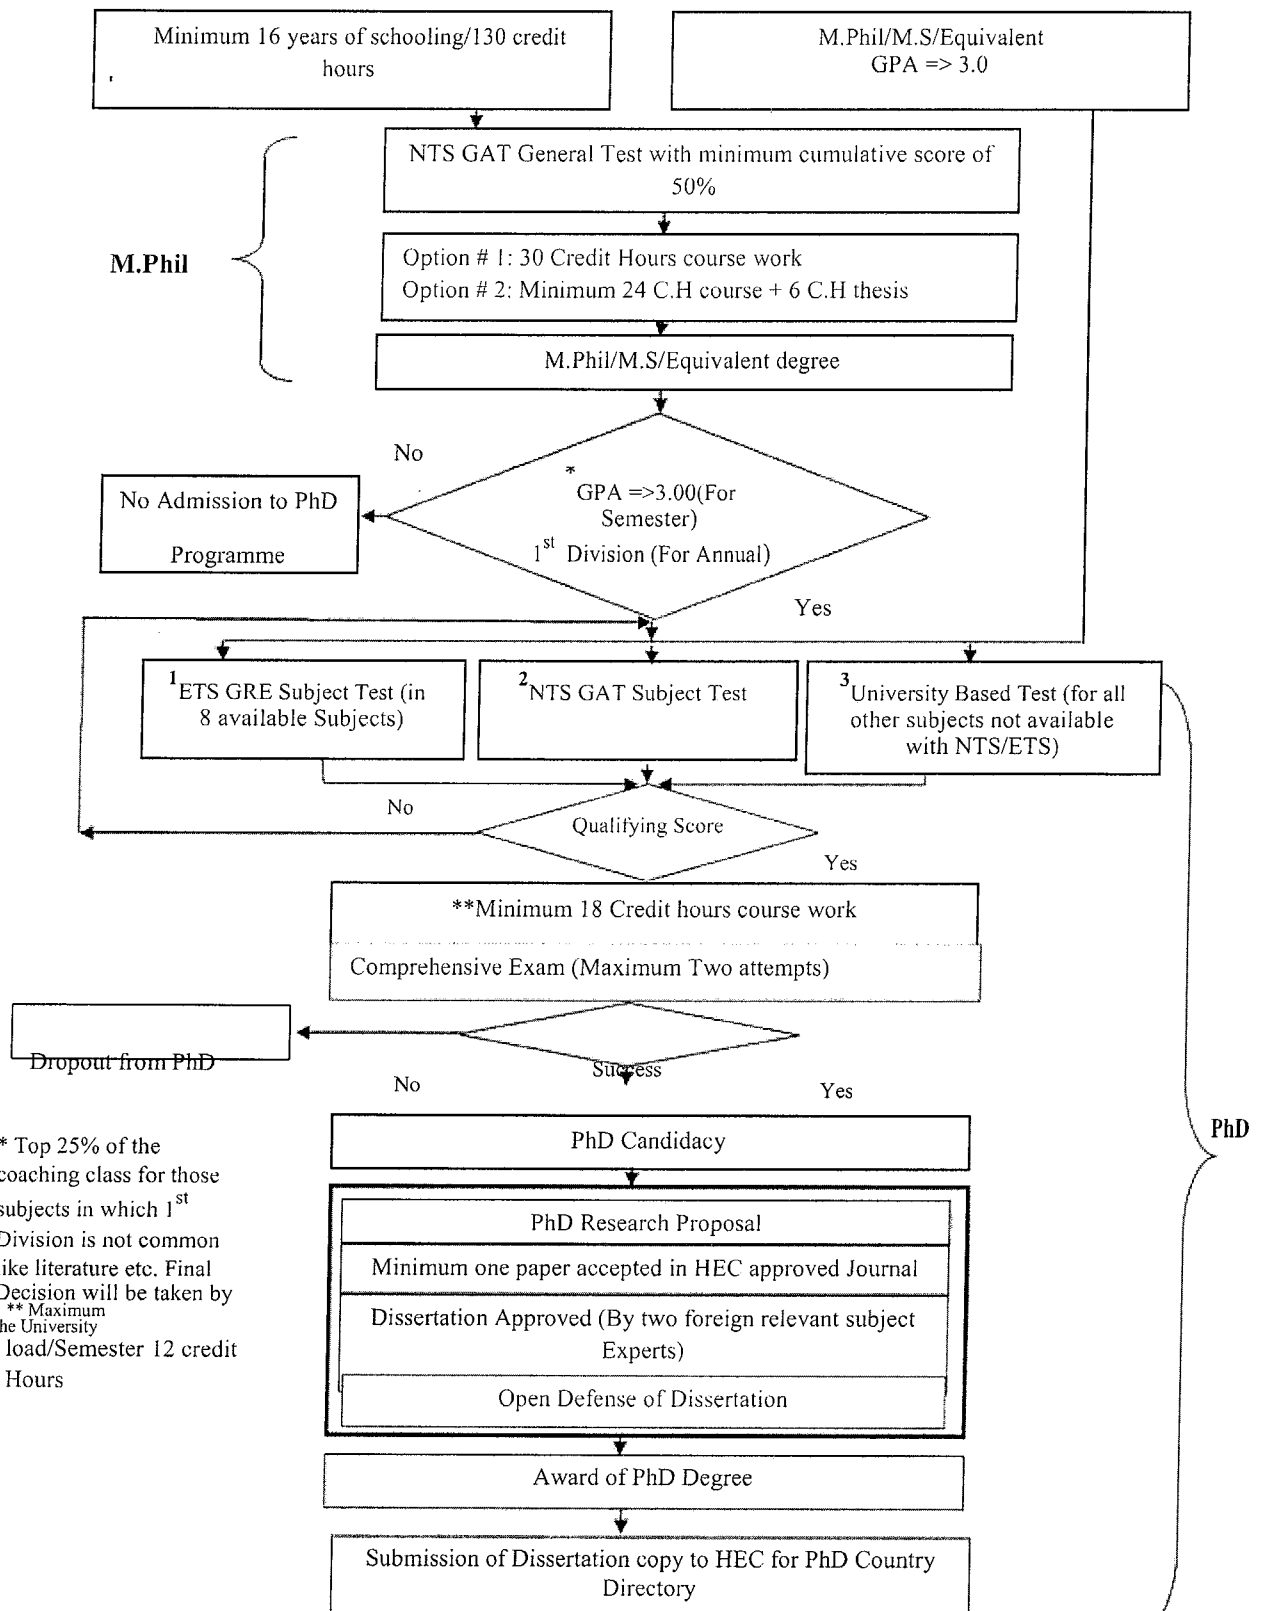 Minimum 16 years of schooling/130 credit
hours
M.Phil/M.S/Equivalent
GPA => 3.0
NTS GAT General Test with minimum cumulative score of
50%
M.Phil
Option # 1: 30 Credit Hours course work
Option # 2: Minimum 24 C.H course + 6 C.H thesis
M.Phil/M.S/Equivalent degree
No
*
GPA =>3.00(For
Semester)
1st Division (For Annual)
No Admission to PhD
Programme
Yes
1ETS GRE Subject Test (in
8 available Subjects)
2NTS GAT Subject Test
3University Based Test (for all
other subjects not available
with NTS/ETS)
No
Qualifying Score
Yes
**Minimum 18 Credit hours course work
Comprehensive Exam (Maximum Two attempts)
Dropout from PhD
Success
No
Yes
PhD Candidacy
PhD
* Top 25% of the
coaching class for those
subjects in which 1st
Division is not common
like literature etc. Final
Decision will be taken by
** Maximum
he University
load/Semester 12 credit
Hours
PhD Research Proposal
Minimum one paper accepted in HEC approved Journal
Dissertation Approved (By two foreign relevant subject
Experts)
Open Defense of Dissertation
Award of PhD Degree
Submission of Dissertation copy to HEC for PhD Country
Directory